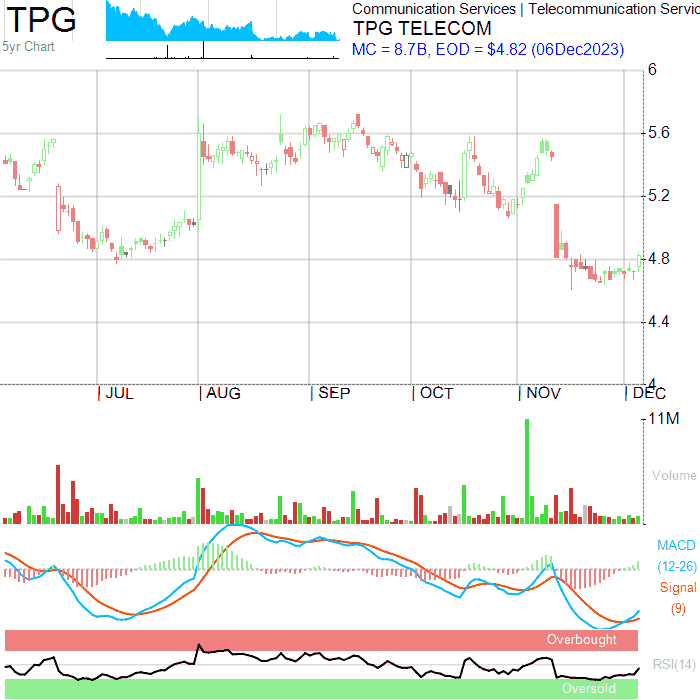 TPG
5yr Chart
Communication Services | Telecommunication Servic
TPG TELECOM
MC = 8.7B, EOD = $4.82 (06Dec2023)
6
5.6
5.2
4.8
4.4
4
| JUL | AUG | SEP | OCT | NOV | DEC
11M
Volume
MACD
(12-26)
Signal
(9)
Overbought
RSI(14)
Oversold